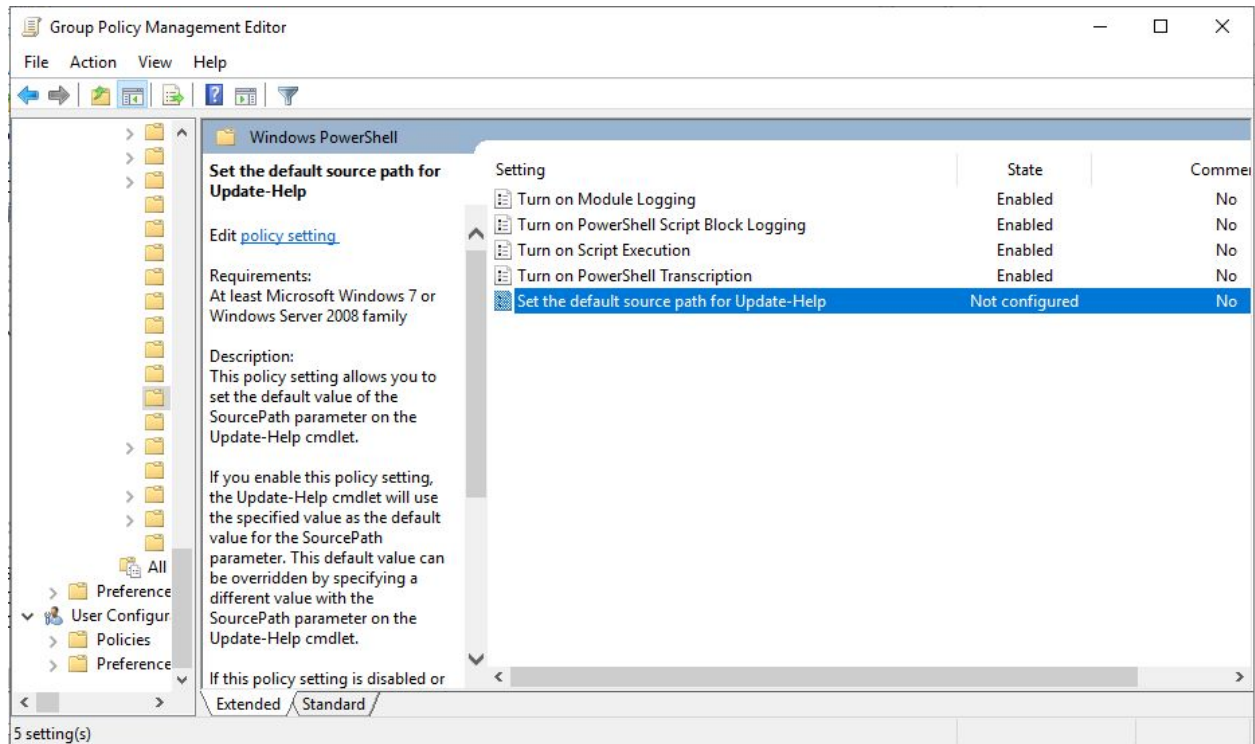 Group Policy Management Editor
File Action View Help
Windows PowerShell
Set the default source path for
Update-Help
Edit policy setting
Requirements:
At least Microsoft Windows 7 or
Windows Server 2008 family
Description:
This policy setting allows you to
set the default value of the
SourcePath parameter on the
Update-Help cmdlet.
If you enable this policy setting,
the Update-Help cmdlet will use
the specified value as the default
value for the SourcePath
parameter. This default value can
be overridden by specifying a
different value with the
SourcePath parameter on the
Update-Help cmdlet.
If this policy setting is disabled or
Setting State Commer
Turn on Module Logging Enabled No
Turn on PowerShell Script Block Logging Enabled No
Turn on Script Execution Enabled No
Turn on PowerShell Transcription Enabled No
Set the default source path for Update-Help Not configured No
All
Preference
User Configur
Policies
Preference
Extended Standard
5 setting(s)